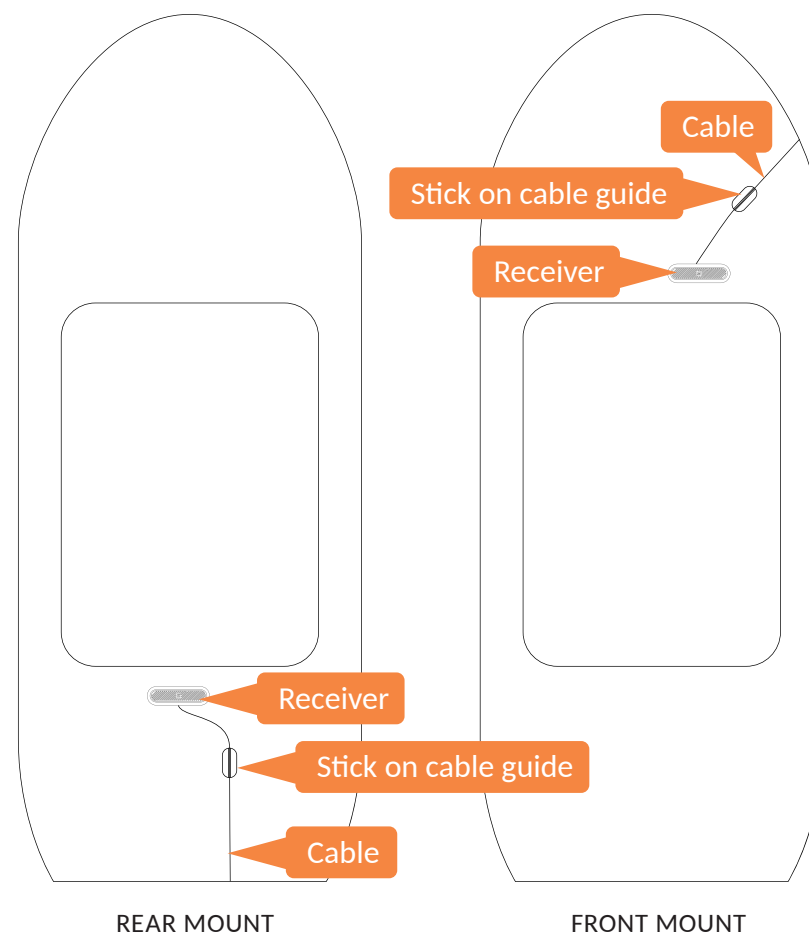 Cable
Stick on cable guide
Receiver
Receiver
Stick on cable guide
Cable
REAR MOUNT
FRONT MOUNT